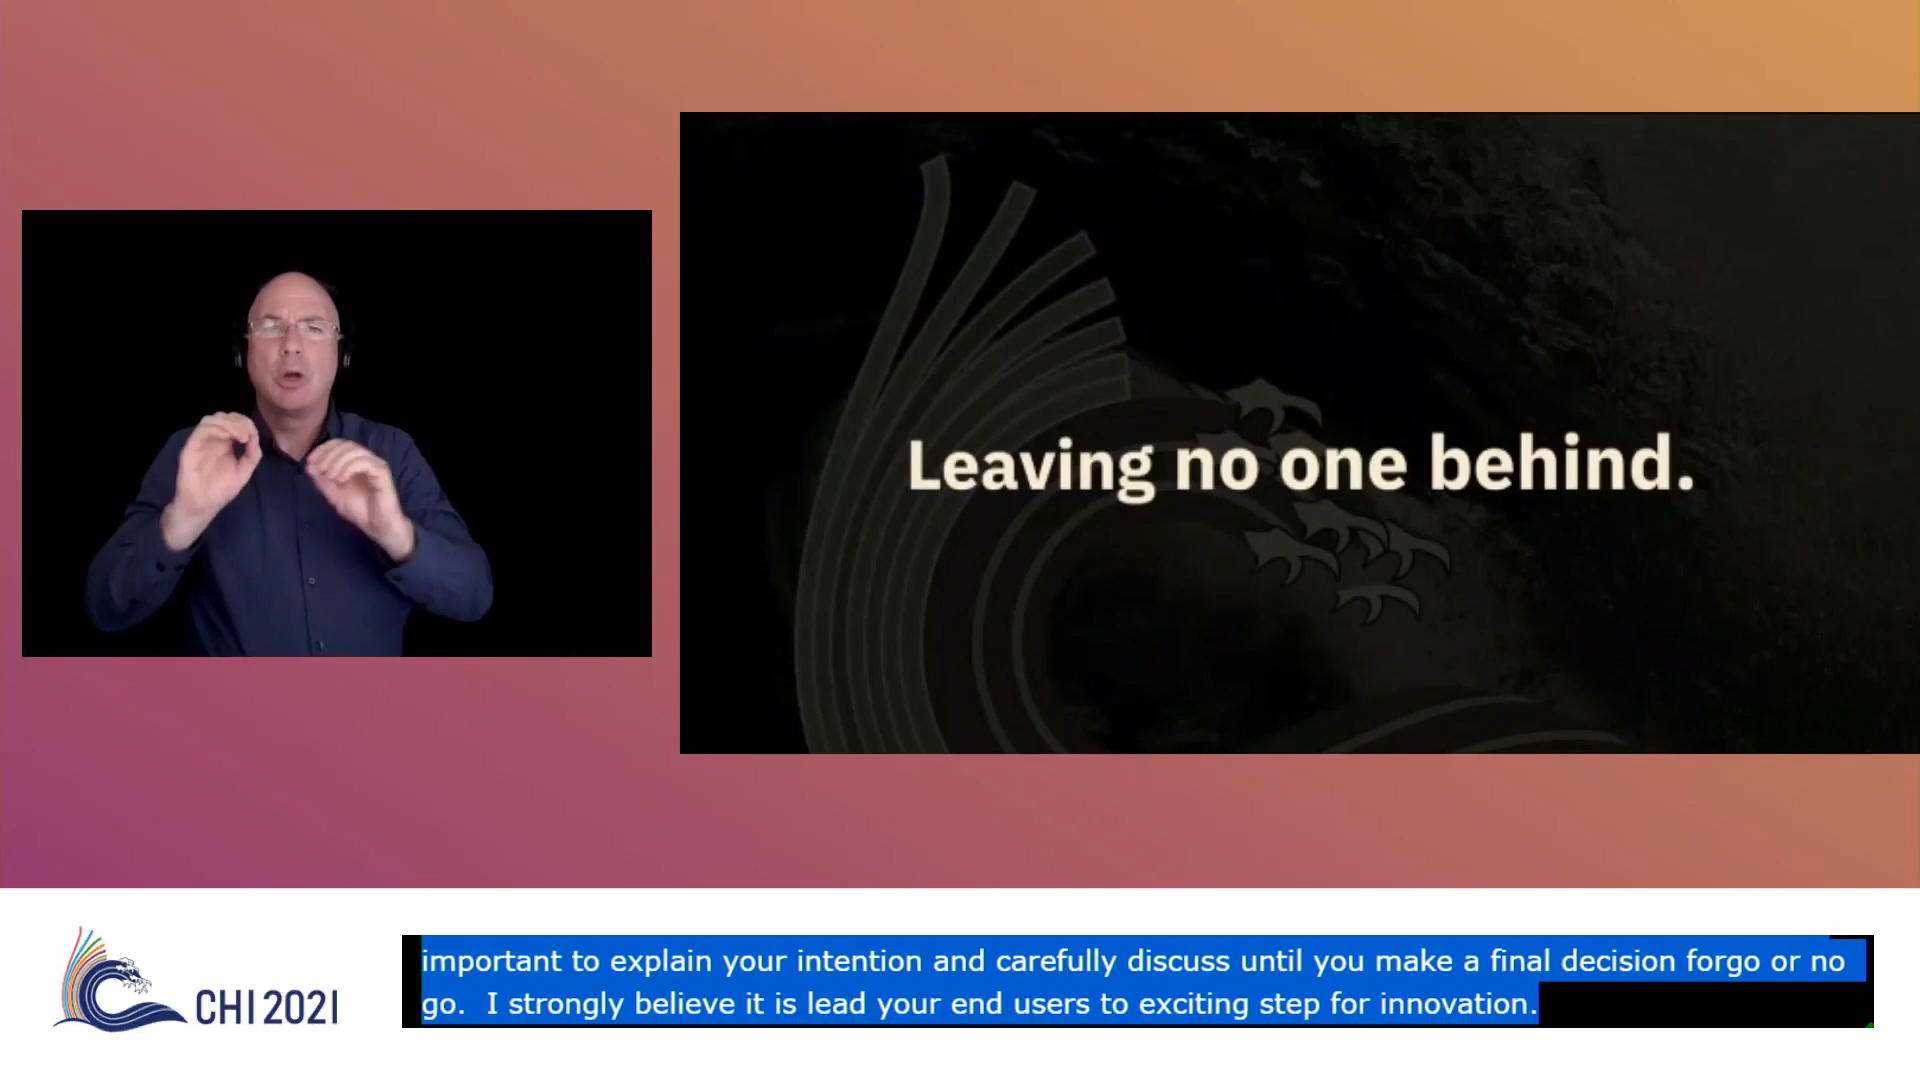 Leaving no one behind.
CHI 2021
important to explain your intention and carefully discuss until you make a final decision forgo or no
go.  I strongly believe it is lead your end users to exciting step for innovation.